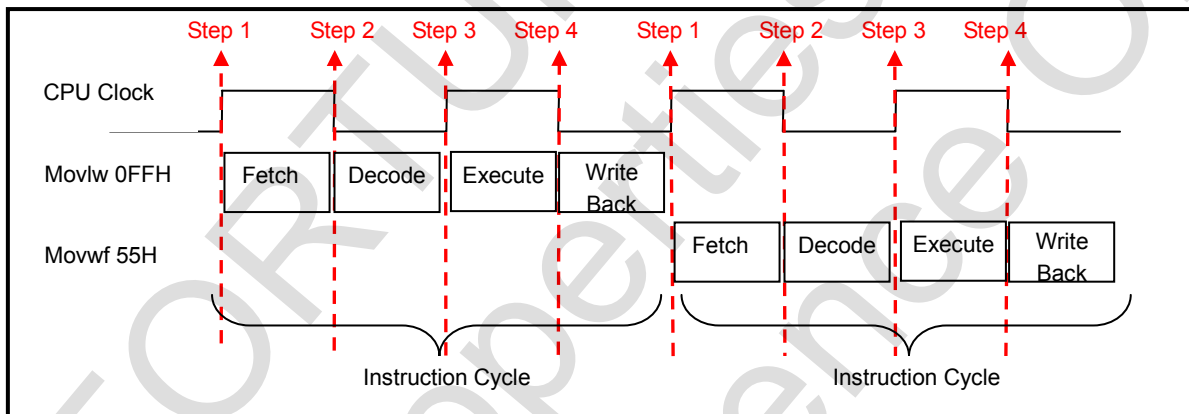 Step 1 Step 2 Step 3 Step 4 Step 1 Step 2 Step 3 Step 4
CPU Clock
Movlw 0FFH Fetch Decode Execute Write
Back
Movwf 55H Fetch Decode Execute Write
Back
Instruction Cycle Instruction Cycle